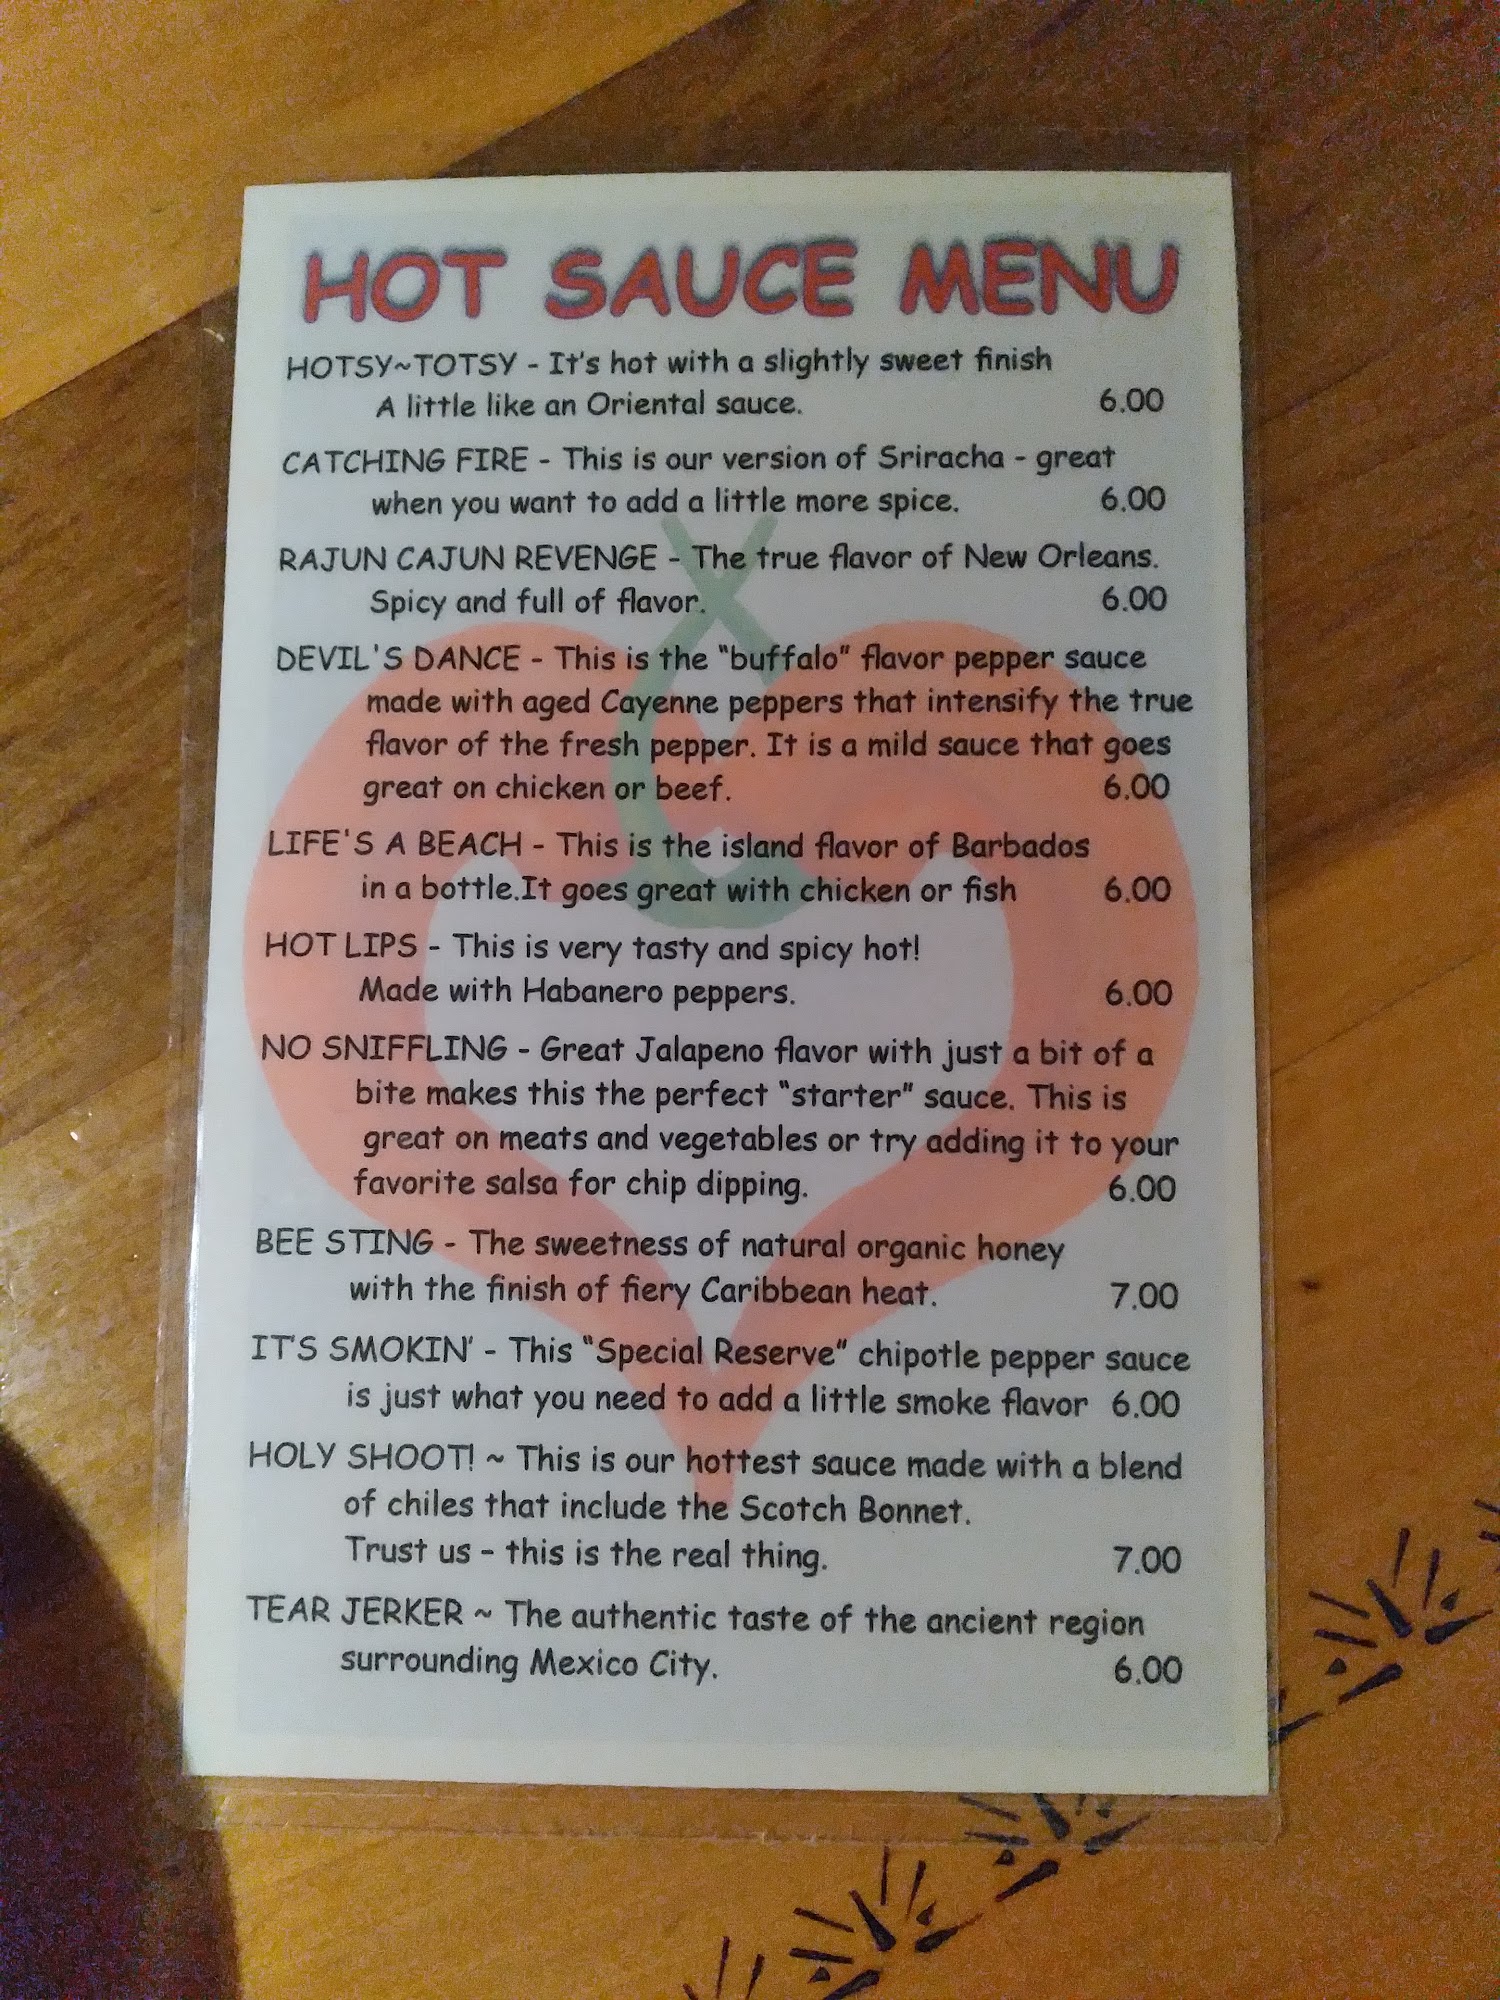 HOT SAUCE MENU
HOTSY~TOTSY - It's hot with a slightly sweet finish
A little like an Oriental sauce. 6.00
CATCHING FIRE - This is our version of Sriracha - great
when you want to add a little more spice. 6.00
RAJUN CAJUN REVENGE - The true flavor of New Orleans.
Spicy and full of flavor. 6.00
DEVIL'S DANCE - This is the "buffalo" flavor pepper sauce
made with aged Cayenne peppers that intensify the true
flavor of the fresh pepper. It is a mild sauce that goes
great on chicken or beef. 6.00
LIFE'S A BEACH - This is the island flavor of Barbados
in a bottle.It goes great with chicken or fish 6.00
HOT LIPS - This is very tasty and spicy hot!
Made with Habanero peppers. 6.00
NO SNIFFLING - Great Jalapeno flavor with just a bit of a
bite makes this the perfect "starter" sauce. This is
great on meats and vegetables or try adding it to your
favorite salsa for chip dipping. 6.00
BEE STING - The sweetness of natural organic honey
with the finish of fiery Caribbean heat. 7.00
IT'S SMOKIN' - This "Special Reserve" chipotle pepper sauce
is just what you need to add a little smoke flavor 6.00
HOLY SHOOT! ~ This is our hottest sauce made with a blend
of chiles that include the Scotch Bonnet.
Trust us – this is the real thing. 7.00
TEAR JERKER ~ The authentic taste of the ancient region
surrounding Mexico City. 6.00